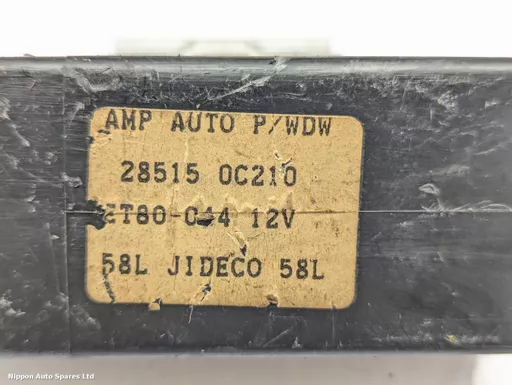 AMP AUTO P/WDW
28515 0C210
ET80-044 12V
58L JIDECO 58L
Nippon Auto Spares Ltd